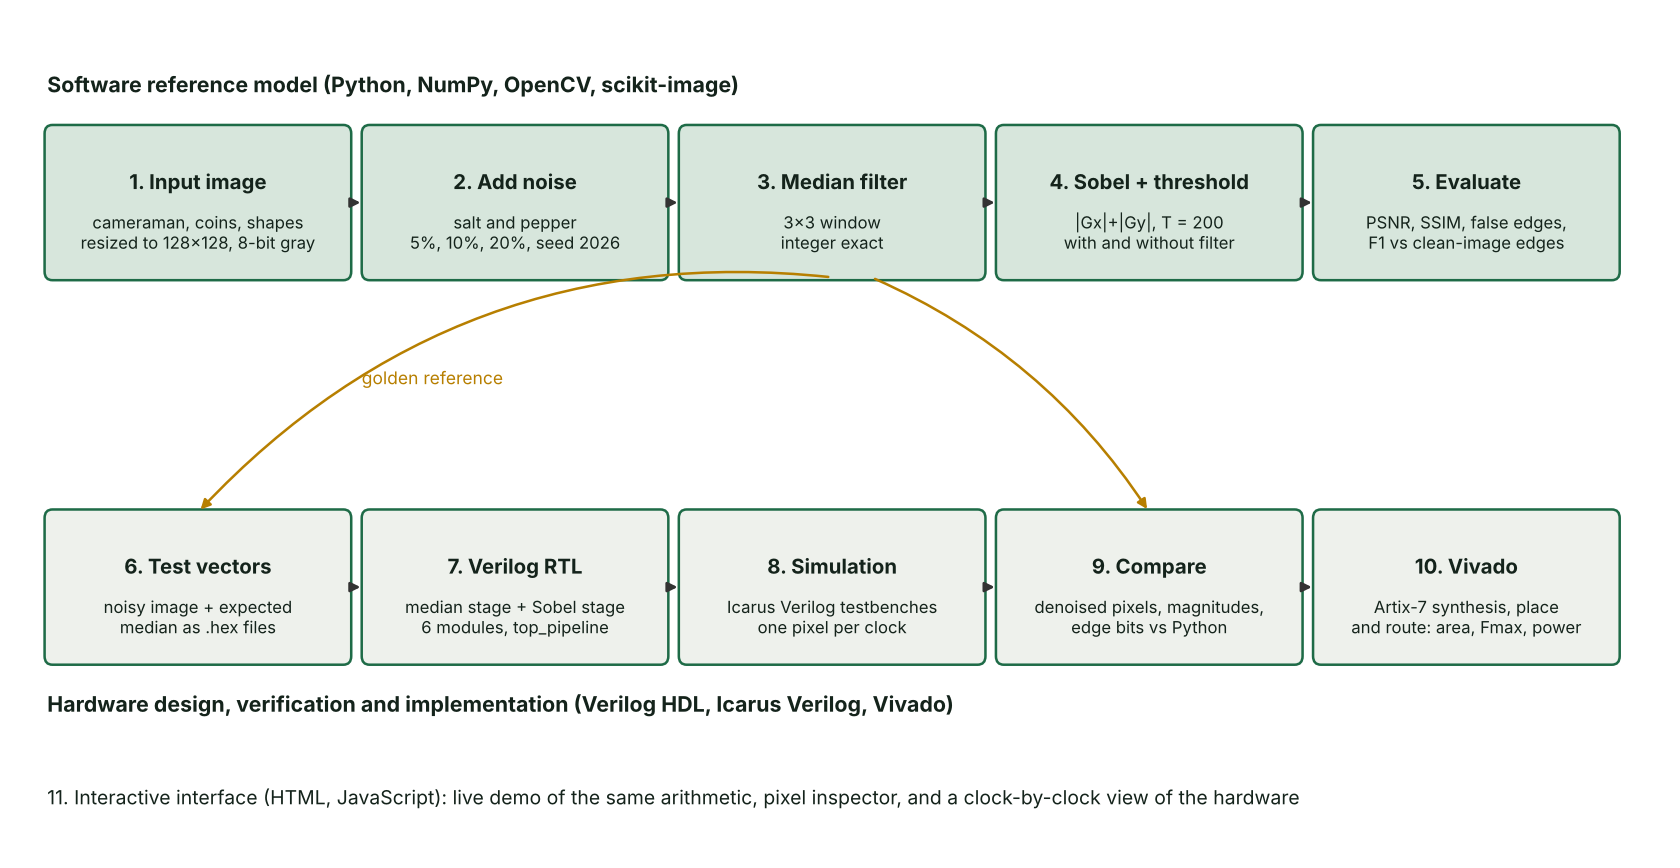 Software reference model (Python, NumPy, OpenCV, scikit-image)
1. Input image
cameraman, coins, shapes
resized to 128×128, 8-bit gray
2. Add noise
salt and pepper
5%, 10%, 20%, seed 2026
3. Median filter
3×3 window
integer exact
4. Sobel + threshold
|Gx|+|Gy|, T = 200
with and without filter
5. Evaluate
PSNR, SSIM, false edges,
F1 vs clean-image edges
golden reference
6. Test vectors
noisy image + expected
median as .hex files
7. Verilog RTL
median stage + Sobel stage
6 modules, top_pipeline
8. Simulation
Icarus Verilog testbenches
one pixel per clock
9. Compare
denoised pixels, magnitudes,
edge bits vs Python
10. Vivado
Artix-7 synthesis, place
and route: area, Fmax, power
Hardware design, verification and implementation (Verilog HDL, Icarus Verilog, Vivado)
11. Interactive interface (HTML, JavaScript): live demo of the same arithmetic, pixel inspector, and a clock-by-clock view of the hardware